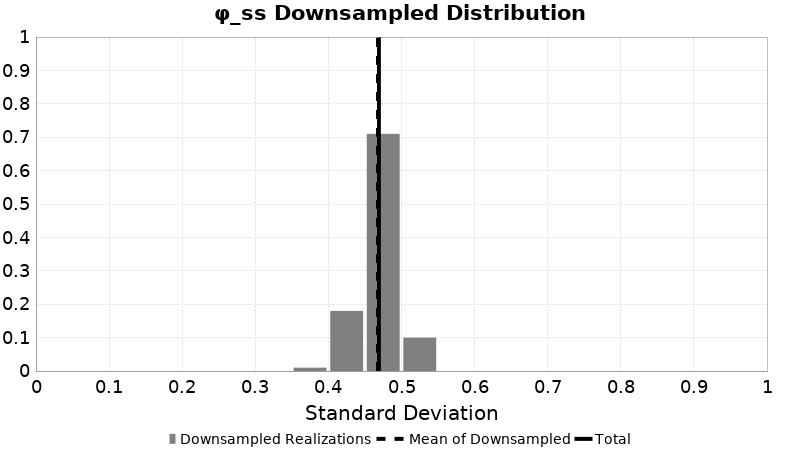 φ_ss Downsampled Distribution
1
0.9
0.8
0.7
0.6
0.5
0.4
0.3
0.2
0.1
0
0 0.1 0.2 0.3 0.4 0.5 0.6 0.7 0.8 0.9 1
Standard Deviation
Downsampled Realizations Mean of Downsampled Total